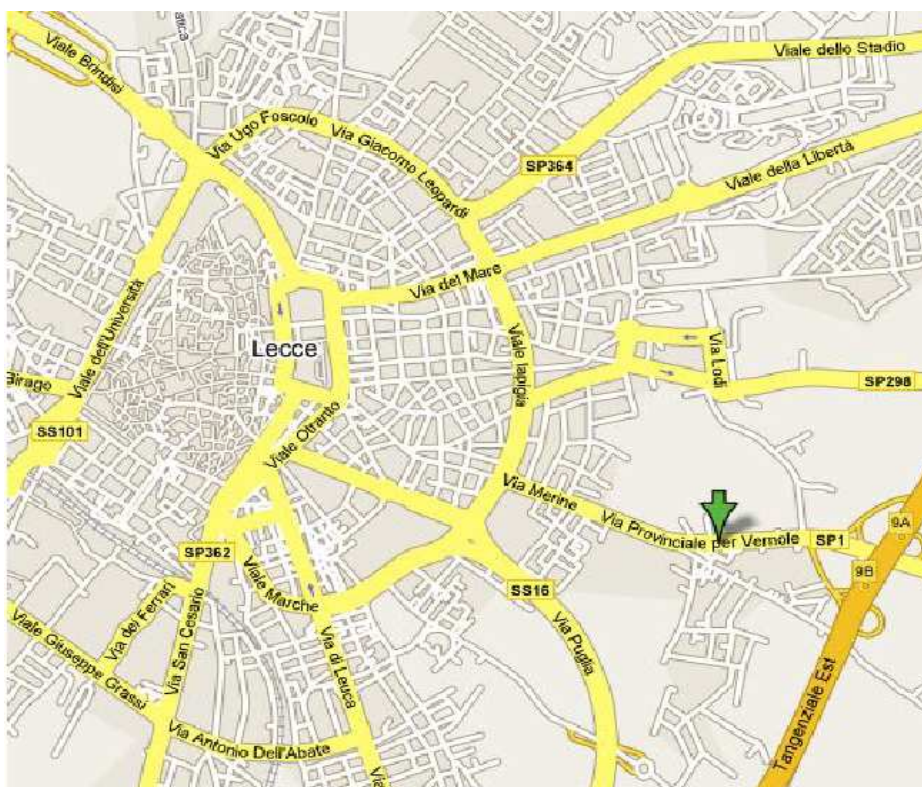 Viale Brindisi
Viale dello Stadio
Via Ugo Foscolo
Via Giacomo Leopardi
SP364
Viale della Libertà
Via del Mare
Viale dell'Università
Lecce
Viale Iapigia
Via Lodi
Birago
SP298
SS101
Viale Otranto
Via Merine
Via Provinciale per Vernole
SP1
9A
9B
SP362
SS16
Viale Marche
Via dei Ferrari
Via San Cesario
Viale Giuseppe Grassi
Via di Leuca
Via Puglia
Tangenziale Est
Via Antonio Dell'Abate